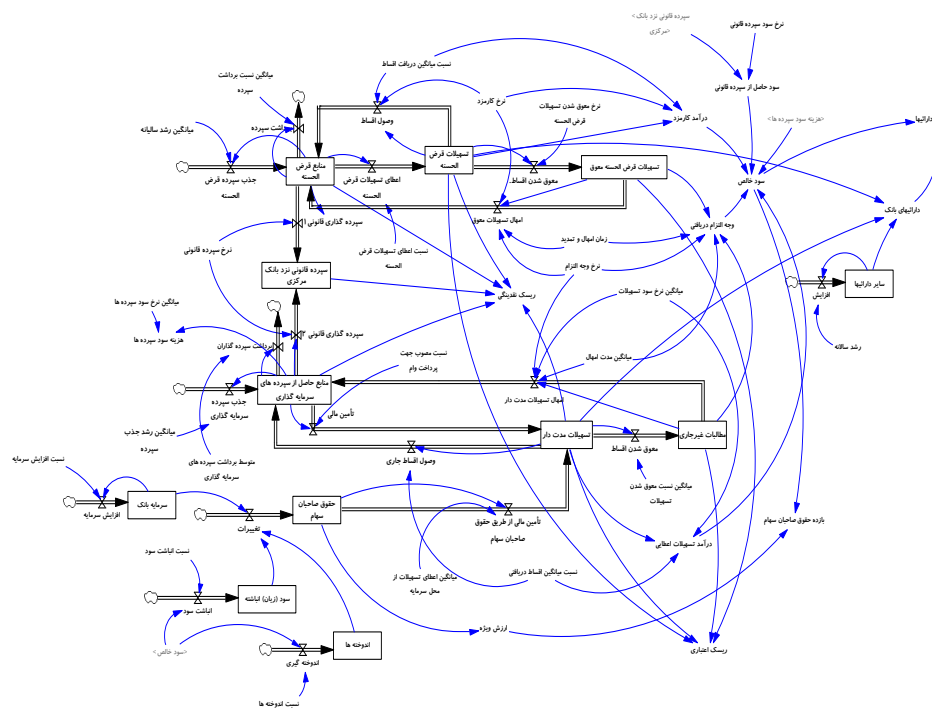 <سپرده قانونی نزد بانک
مرکزی>
نرخ سود سپرده قانونی
نسبت میانگین دریافت اقساط
میانگین نسبت برداشت
سپرده
نرخ کارمزد
نرخ معوق شدن تسهیلات
قرض الحسنه
سود حاصل از سپرده قانونی
وصول اقساط
درآمد کارمزد
<هزینه سود سپرده ها>
دارائیها
میانگین رشد سالیانه
برداشت سپرده
منابع قرض
الحسنه
تسهیلات قرض
الحسنه
تسهیلات قرض الحسنه معوق
جذب سپرده قرض
الحسنه
اعطای تسهیلات قرض
الحسنه
معوق شدن اقساط
سود خالص
امهال تسهیلات معوق
دارائیهای بانک
سپرده گذاری قانونی ۱
وجه التزام دریافتی
نرخ سپرده قانونی
نسبت اعطای تسهیلات قرض
الحسنه
زمان امهال و تمدید
سپرده قانونی نزد بانک
مرکزی
نرخ وجه التزام
سایر دارائیها
افزایش
میانگین نرخ سود سپرده ها
ریسک نقدینگی
میانگین نرخ سود تسهیلات
هزینه سود سپرده ها
برداشت سپرده گذاران
سپرده گذاری قانونی ۲
رشد سالانه
نسبت مصوب جهت
پرداخت وام
میانگین مدت امهال
منابع حاصل از سپرده های
سرمایه گذاری
جذب سپرده
سرمایه گذاری
امهال تسهیلات مدت دار
تأمین مالی
میانگین رشد جذب
سپرده
تسهیلات مدت دار
مطالبات غیرجاری
معوق شدن اقساط
متوسط برداشت سپرده های
سرمایه گذاری
وصول اقساط جاری
نسبت افزایش سرمایه
میانگین نسبت معوق شدن
تسهیلات
سرمایه بانک
افزایش سرمایه
حقوق صاحبان
سهام
تغییرات
تأمین مالی از طریق حقوق
صاحبان سهام
بازده حقوق صاحبان سهام
درآمد تسهیلات اعطایی
نسبت انباشت سود
میانگین اعطای تسهیلات از
محل سرمایه
نسبت میانگین اقساط دریافتی
سود (زیان) انباشته
انباشت سود
ارزش ویژه
<سود خالص>
اندوخته ها
اندوخته گیری
ریسک اعتباری
نسبت اندوخته ها